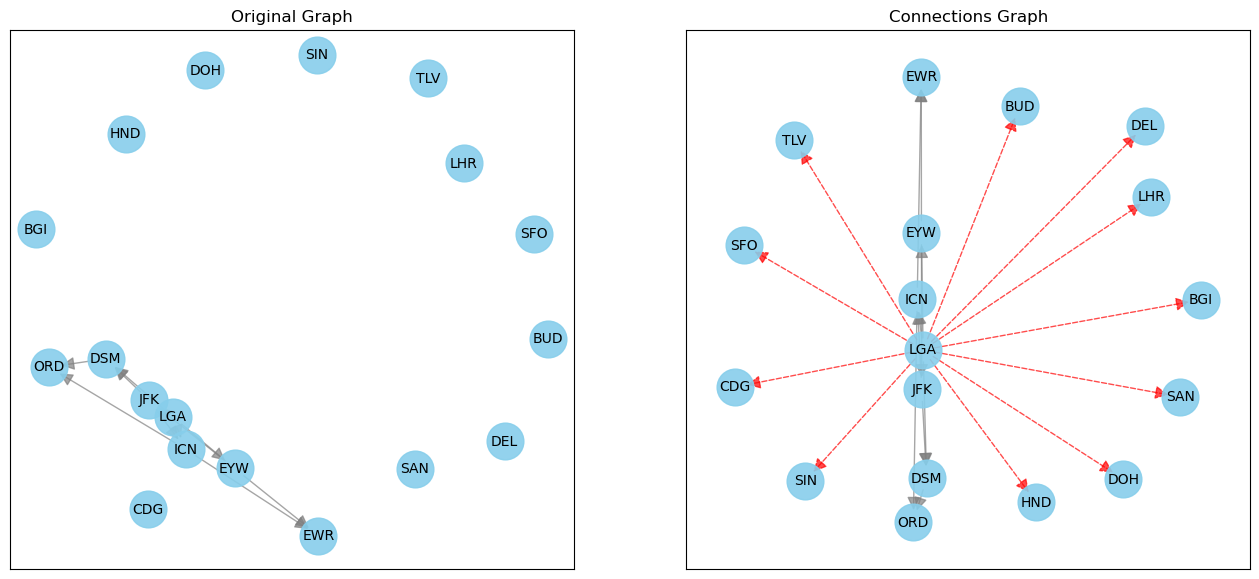 Original Graph
SIN
DOH
TLV
HND
LHR
BGI
SFO
BUD
DSM
ORD
JFK
LGA
DEL
ICN
EYW
SAN
CDG
EWR
Connections Graph
EWR
BUD
DEL
TLV
LHR
EYW
SFO
ICN
BGI
LGA
CDG
JFK
SAN
DSM
DOH
SIN
HND
ORD